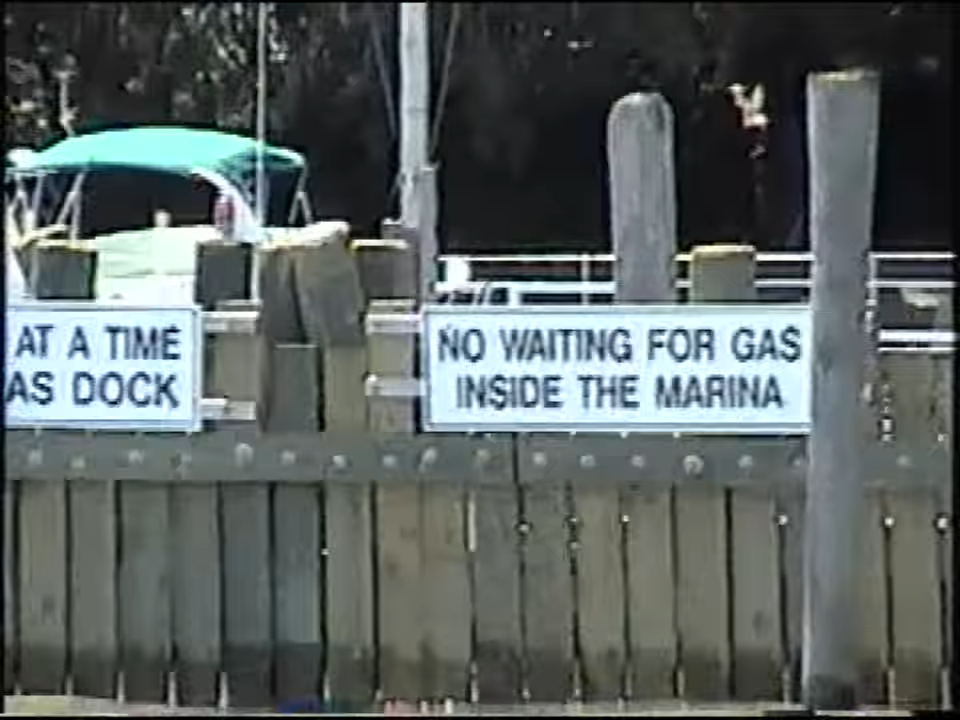 AT A TIME
AS DOCK
NO WAITING FOR GAS
INSIDE THE MARINA